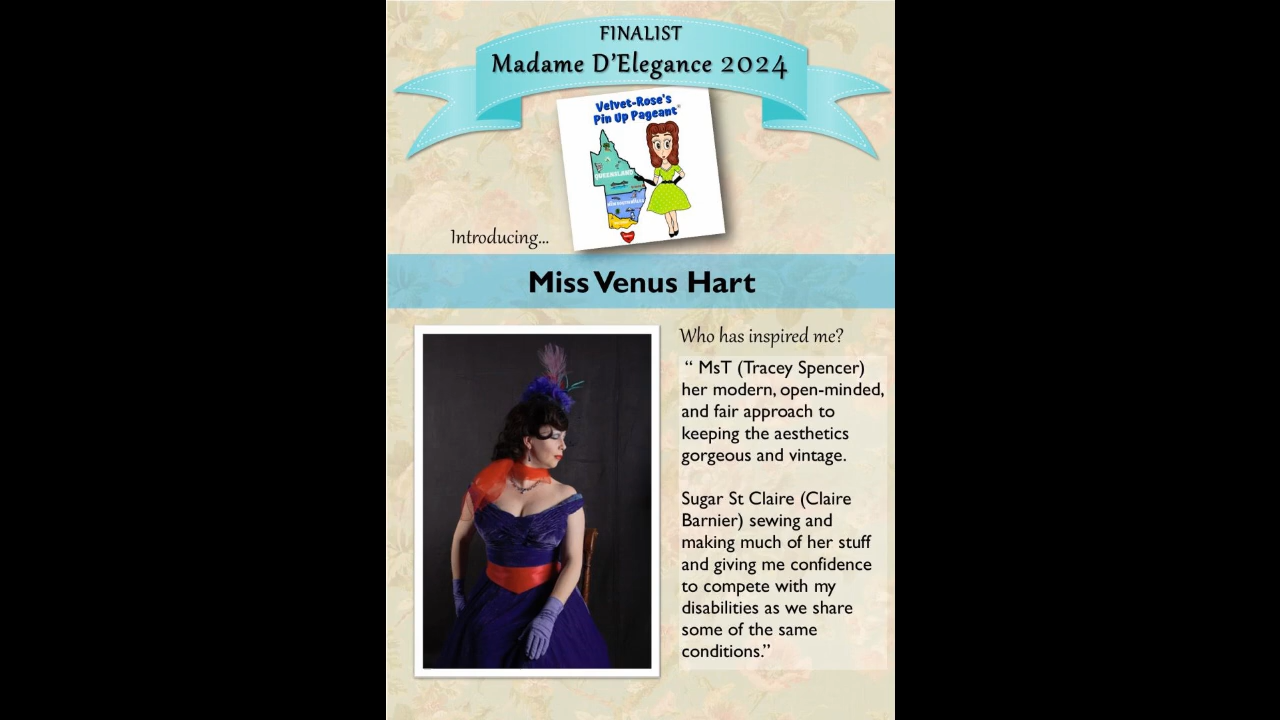 FINALIST
Madame D'Elegance 2024
Velvet-Rose's
Pin Up Pageant
QUEENSLAND
Introducing...
Miss Venus Hart
Who has inspired me?
“ MsT (Tracey Spencer)
her modern, open-minded,
and fair approach to
keeping the aesthetics
gorgeous and vintage.
Sugar St Claire (Claire
Barnier) sewing and
making much of her stuff
and giving me confidence
to compete with my
disabilities as we share
some of the same
conditions.”